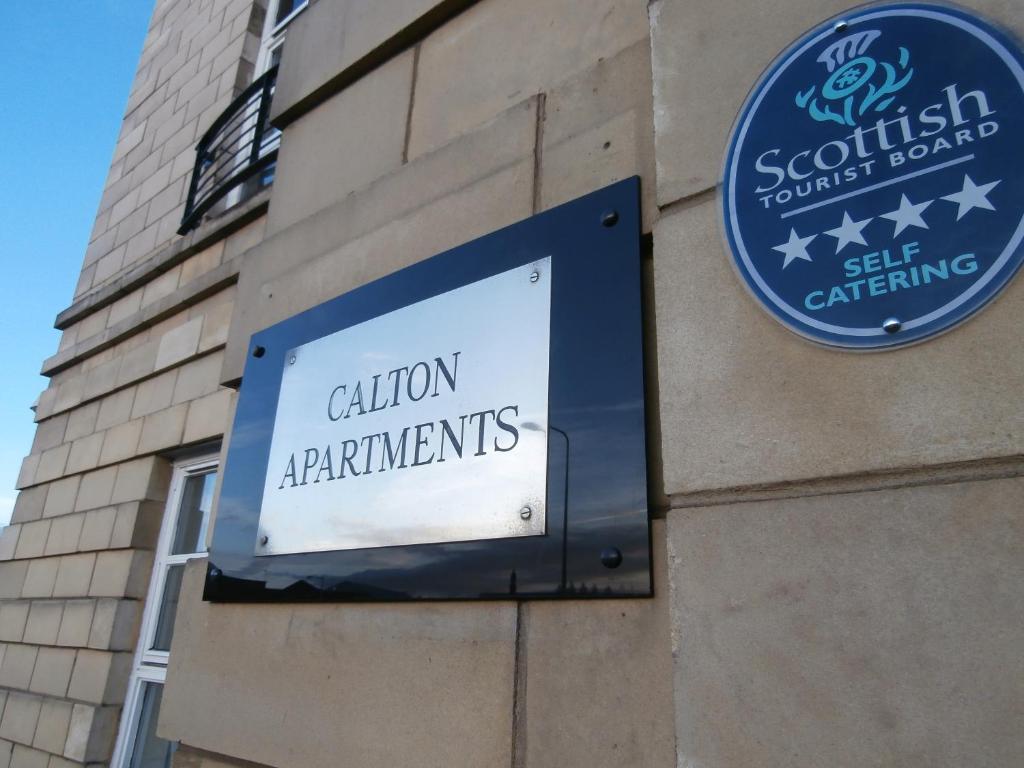 CALTON
APARTMENTS
Scottish
TOURIST BOARD
SELF
CATERING